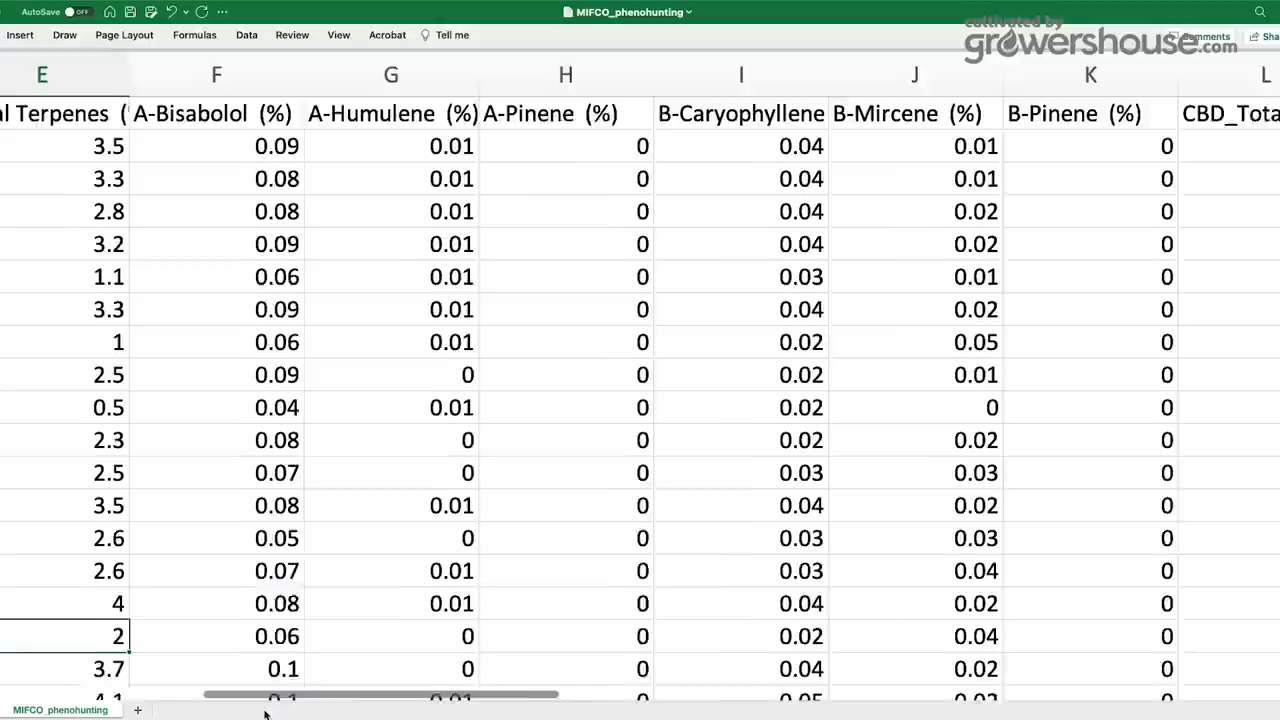 AutoSave OFF MIFCO_phenohunting
Insert Draw Page Layout Formulas Data Review View Acrobat Tell me Comments Sha
cultivated by
growershouse.com
E F G H I J K L
al Terpenes ( A-Bisabolol (%) A-Humulene (%) A-Pinene (%) B-Caryophyllene B-Mircene (%) B-Pinene (%) CBD_Tota
3.5 0.09 0.01 0 0.04 0.01 0
3.3 0.08 0.01 0 0.04 0.01 0
2.8 0.08 0.01 0 0.04 0.02 0
3.2 0.09 0.01 0 0.04 0.02 0
1.1 0.06 0.01 0 0.03 0.01 0
3.3 0.09 0.01 0 0.04 0.02 0
1 0.06 0.01 0 0.02 0.05 0
2.5 0.09 0 0 0.02 0.01 0
0.5 0.04 0.01 0 0.02 0 0
2.3 0.08 0 0 0.02 0.02 0
2.5 0.07 0 0 0.03 0.03 0
3.5 0.08 0.01 0 0.04 0.02 0
2.6 0.05 0 0 0.03 0.03 0
2.6 0.07 0.01 0 0.03 0.04 0
4 0.08 0.01 0 0.04 0.02 0
2 0.06 0 0 0.02 0.04 0
3.7 0.1 0 0 0.04 0.02 0
4.1 0.1 0.01 0 0.05 0
MIFCO_phenohunting +